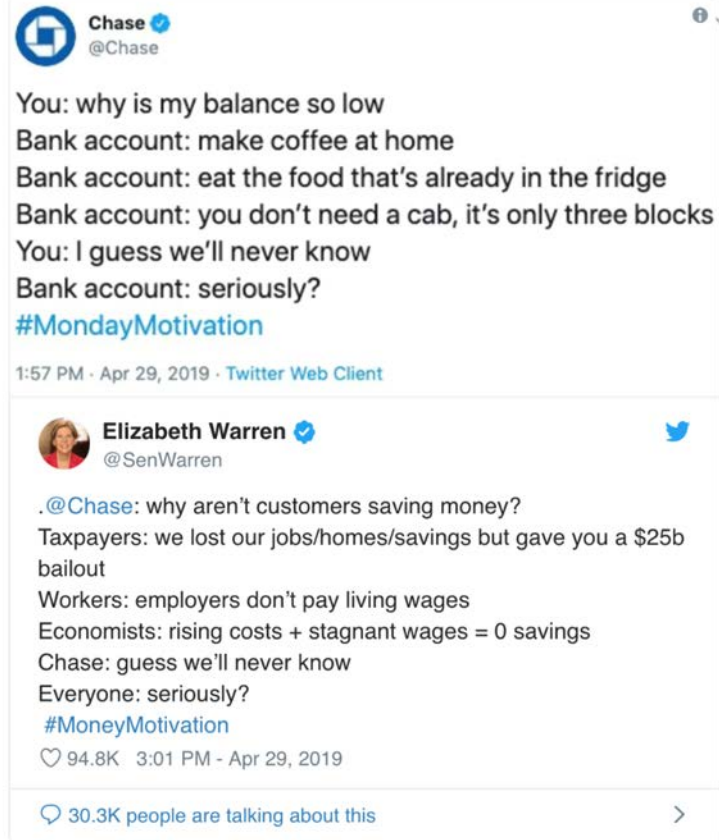 Chase
@Chase
You: why is my balance so low
Bank account: make coffee at home
Bank account: eat the food that's already in the fridge
Bank account: you don't need a cab, it's only three blocks
You: I guess we'll never know
Bank account: seriously?
#MondayMotivation
1:57 PM · Apr 29, 2019 · Twitter Web Client
Elizabeth Warren
@SenWarren
.@Chase: why aren't customers saving money?
Taxpayers: we lost our jobs/homes/savings but gave you a $25b
bailout
Workers: employers don't pay living wages
Economists: rising costs + stagnant wages = 0 savings
Chase: guess we'll never know
Everyone: seriously?
#MoneyMotivation
94.8K 3:01 PM - Apr 29, 2019
30.3K people are talking about this